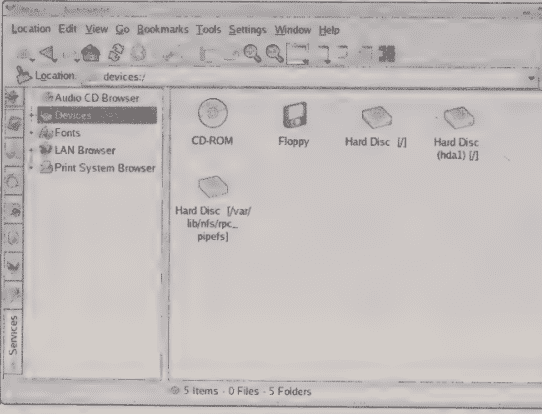 Location Edit View Go Bookmarks Tools Settings Window Help
Location: devices:/
Audio CD Browser
Devices
Fonts
LAN Browser
Print System Browser
Services
CD-ROM
Floppy
Hard Disc [/]
Hard Disc
(hda1) [/]
Hard Disc [/var/
lib/nfs/rpc_
pipefs]
5 Items - 0 Files - 5 Folders